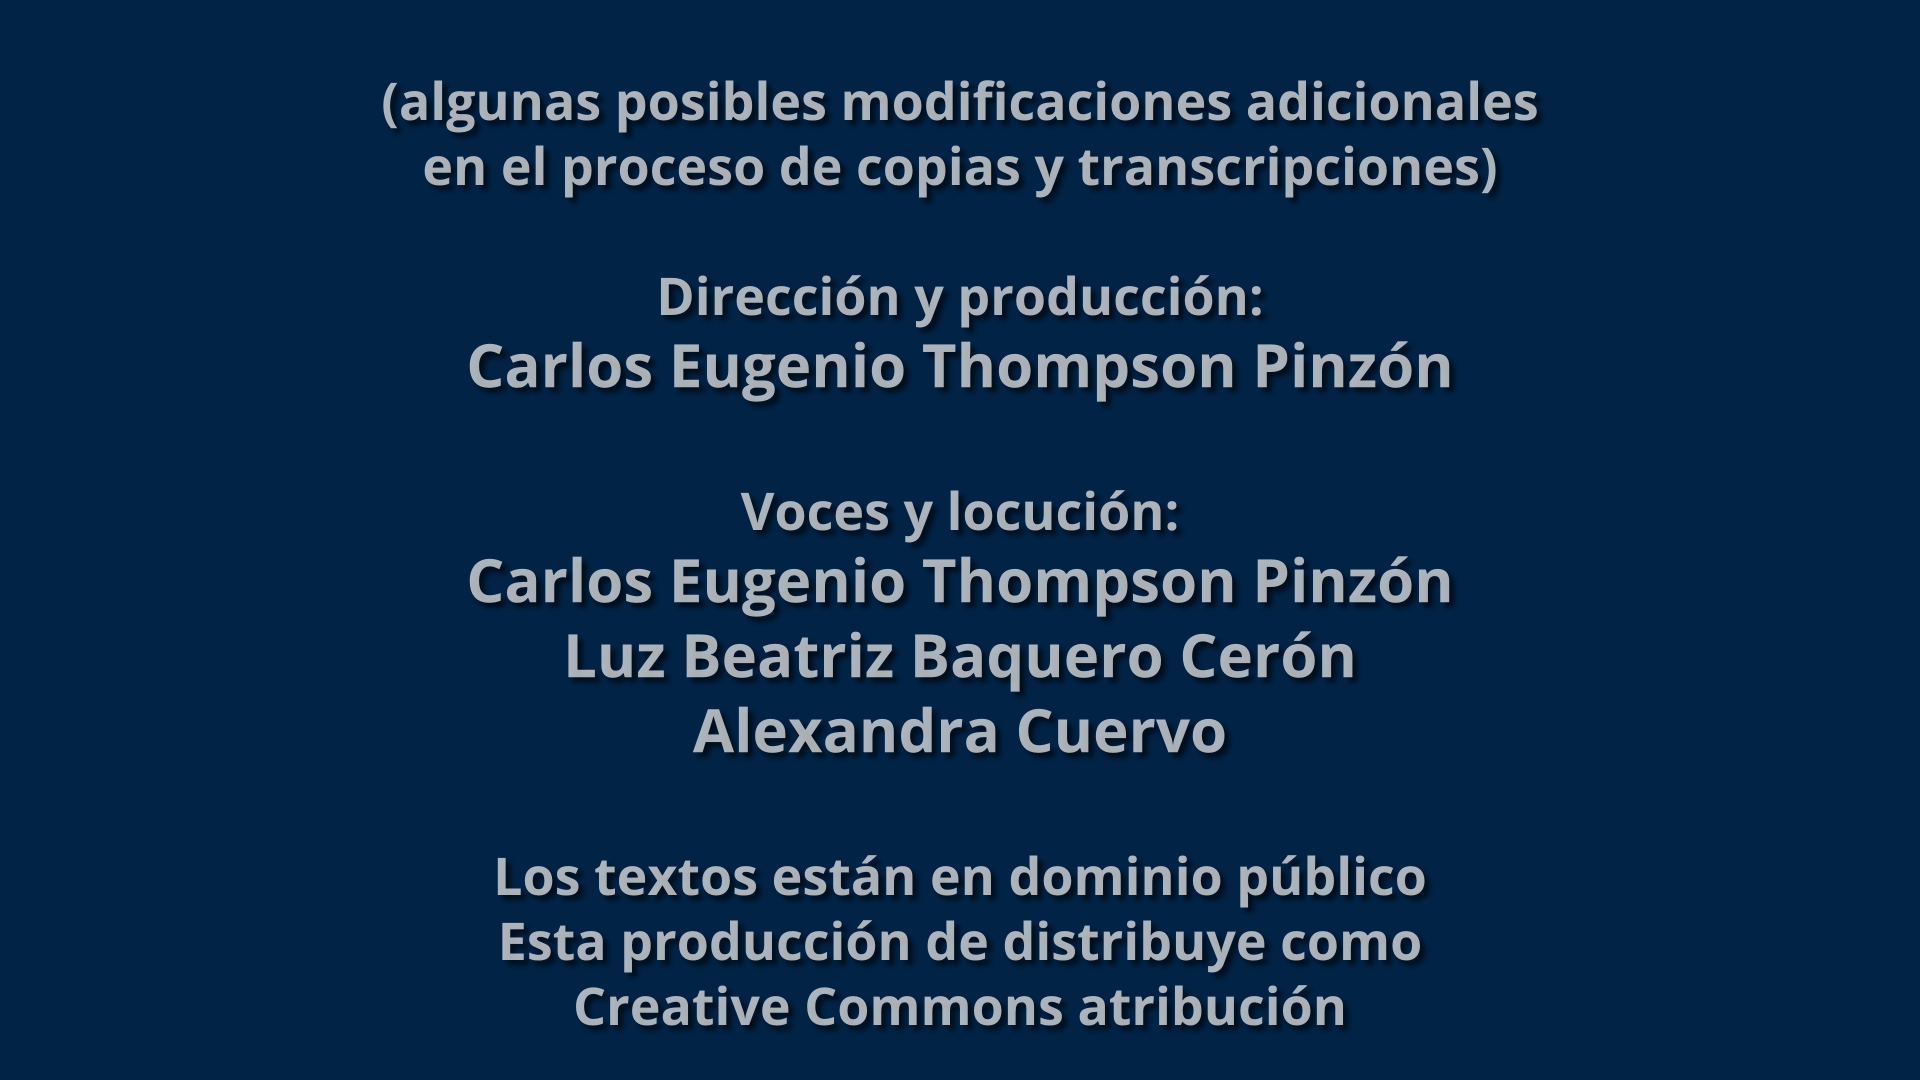 (algunas posibles modificaciones adicionales
en el proceso de copias y transcripciones)
Dirección y producción:
Carlos Eugenio Thompson Pinzón
Voces y locución:
Carlos Eugenio Thompson Pinzón
Luz Beatriz Baquero Cerón
Alexandra Cuervo
Los textos están en dominio público
Esta producción de distribuye como
Creative Commons atribución